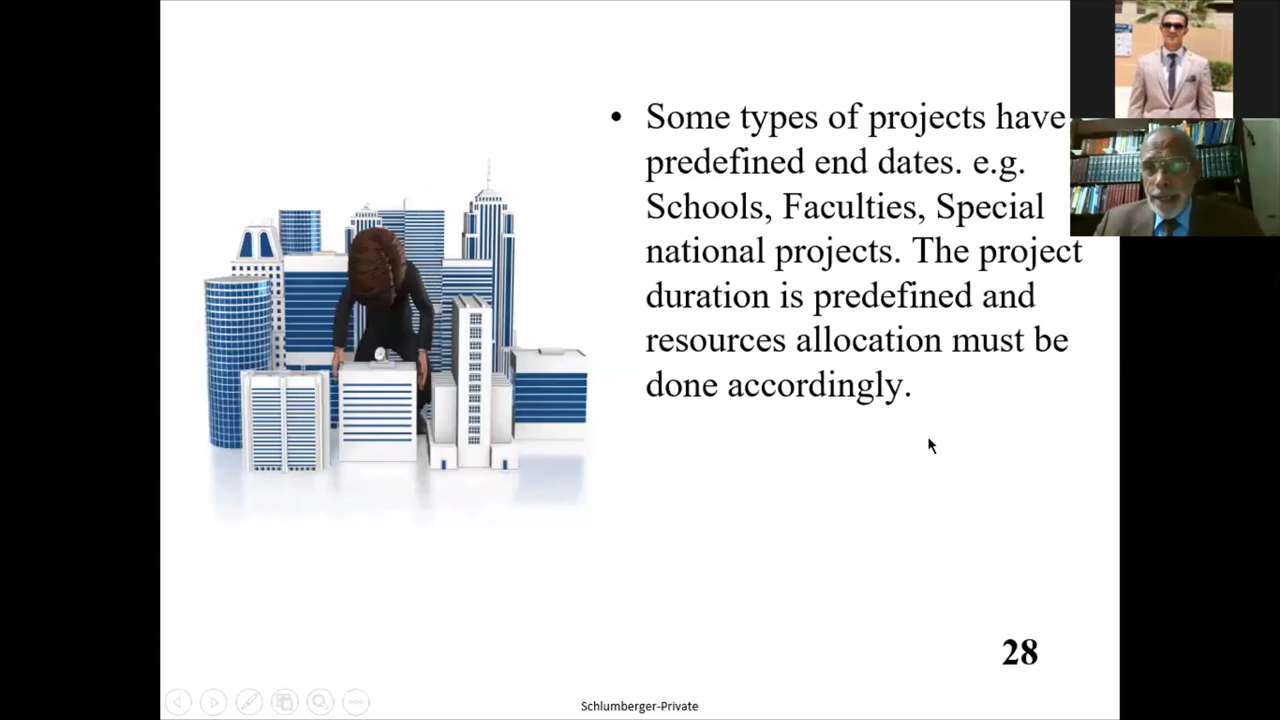 • Some types of projects have
predefined end dates. e.g.
Schools, Faculties, Special
national projects. The project
duration is predefined and
resources allocation must be
done accordingly.
28
Schlumberger-Private